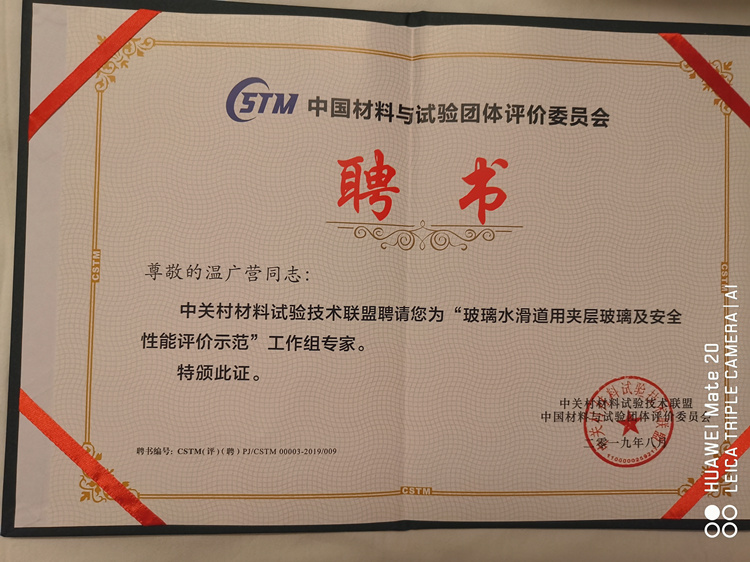 CSTM 中国材料与试验团体评价委员会
聘书
尊敬的温广营同志：
中关村材料试验技术联盟聘请您为“玻璃水滑道用夹层玻璃及安全
性能评价示范”工作组专家。
特颁此证。
中关村材料试验技术联盟
中国材料与试验团体评价委员会
二零一九年八月
聘书编号：CSTM(评)(聘) PJ/CSTM 00003-2019/009
CSTM
CSTM
CSTM
HUAWEI Mate 20
LEICA TRIPLE CAMERA | AI